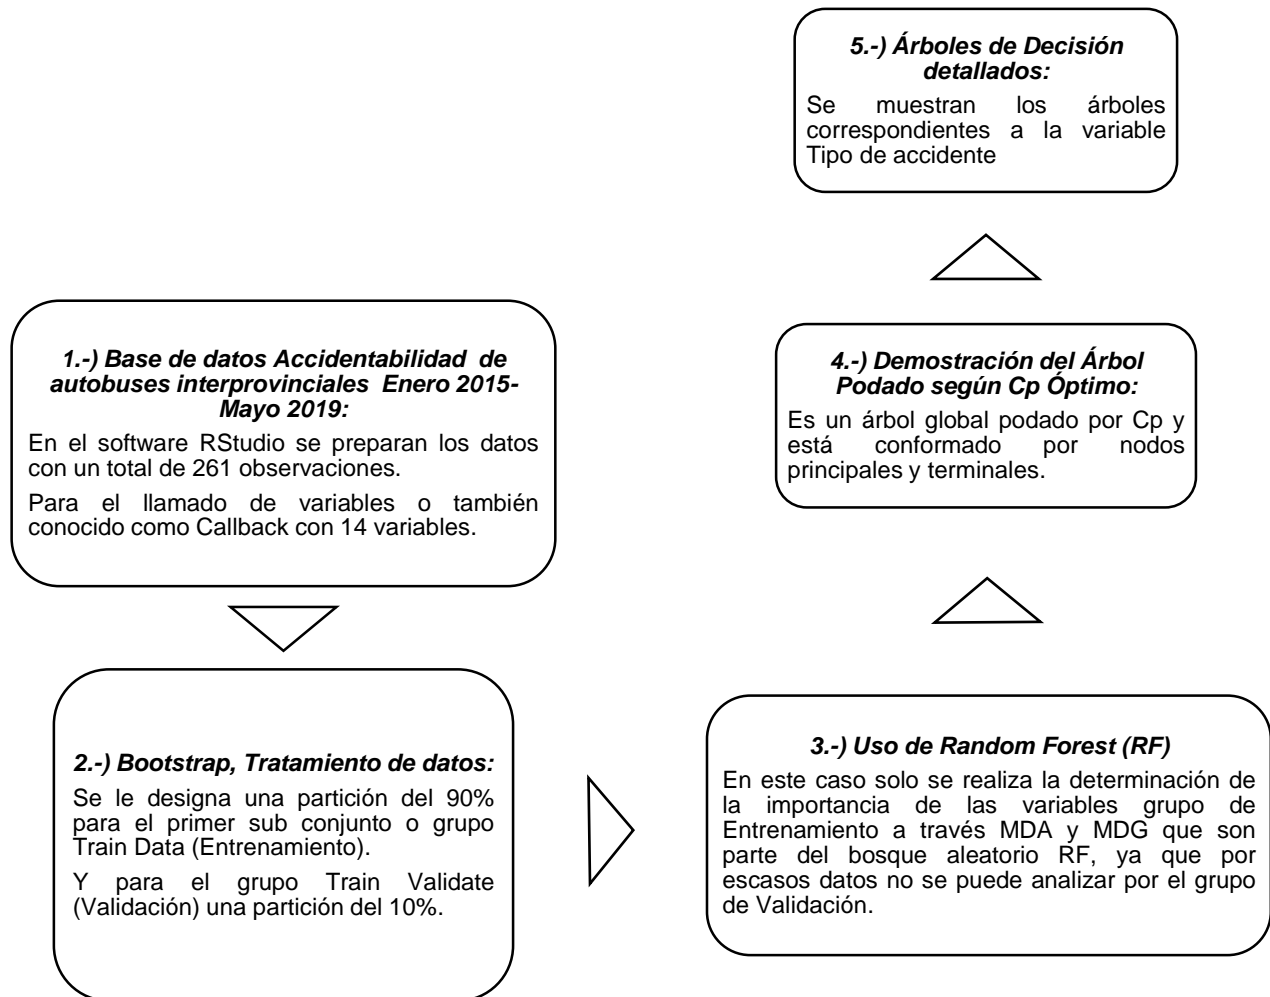 1.-) Base de datos Accidentabilidad de
autobuses interprovinciales Enero 2015-
Mayo 2019:
En el software RStudio se preparan los datos
con un total de 261 observaciones.
Para el llamado de variables o también
conocido como Callback con 14 variables.
2.-) Bootstrap, Tratamiento de datos:
Se le designa una partición del 90%
para el primer sub conjunto o grupo
Train Data (Entrenamiento).
Y para el grupo Train Validate
(Validación) una partición del 10%.
3.-) Uso de Random Forest (RF)
En este caso solo se realiza la determinación de
la importancia de las variables grupo de
Entrenamiento a través MDA y MDG que son
parte del bosque aleatorio RF, ya que por
escasos datos no se puede analizar por el grupo
de Validación.
4.-) Demostración del Árbol
Podado según Cp Óptimo:
Es un árbol global podado por Cp y
está conformado por nodos
principales y terminales.
5.-) Árboles de Decisión
detallados:
Se muestran los árboles
correspondientes a la variable
Tipo de accidente